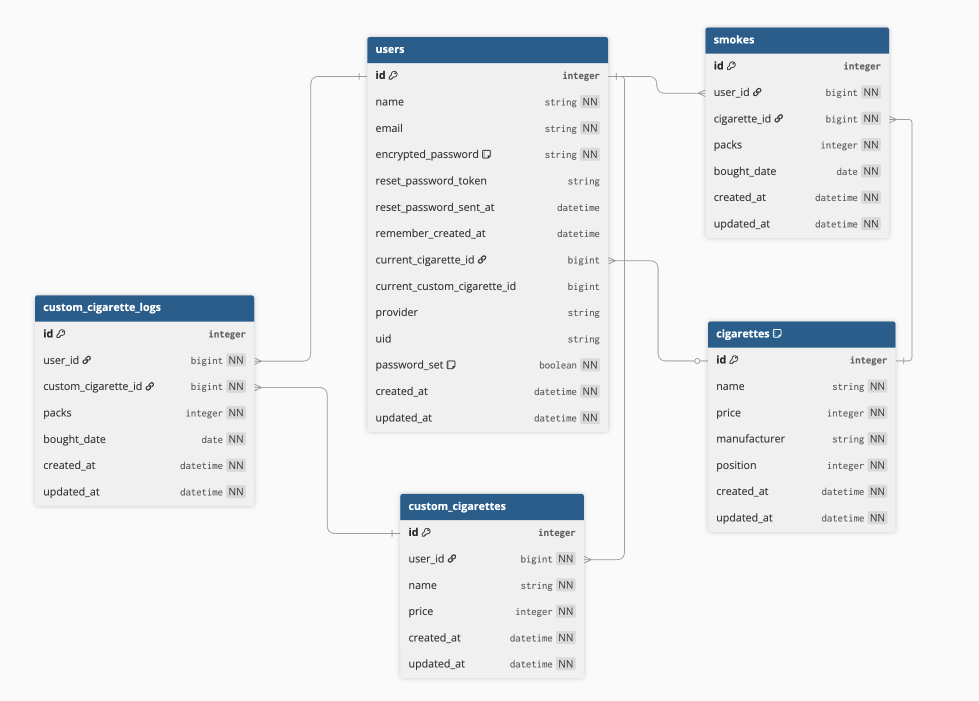 users
id integer
name string NN
email string NN
encrypted_password string NN
reset_password_token string
reset_password_sent_at datetime
remember_created_at datetime
current_cigarette_id bigint
current_custom_cigarette_id bigint
provider string
uid string
password_set boolean NN
created_at datetime NN
updated_at datetime NN
smokes
id integer
user_id bigint NN
cigarette_id bigint NN
packs integer NN
bought_date date NN
created_at datetime NN
updated_at datetime NN
custom_cigarette_logs
id integer
user_id bigint NN
custom_cigarette_id bigint NN
packs integer NN
bought_date date NN
created_at datetime NN
updated_at datetime NN
cigarettes
id integer
name string NN
price integer NN
manufacturer string NN
position integer NN
created_at datetime NN
updated_at datetime NN
custom_cigarettes
id integer
user_id bigint NN
name string NN
price integer NN
created_at datetime NN
updated_at datetime NN